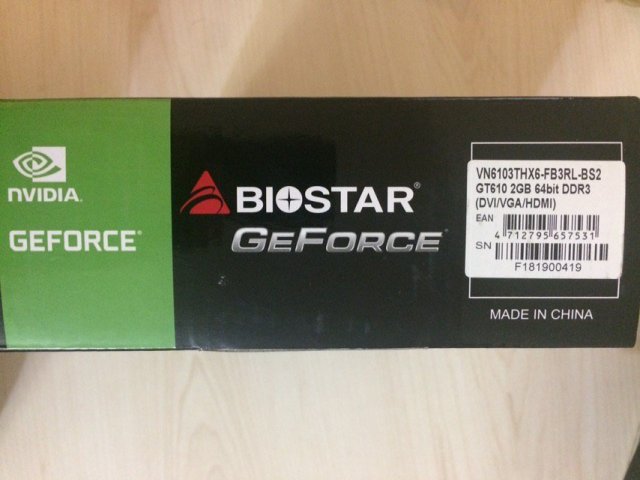 NVIDIA.
GEFORCE®
BIOSTAR®
GEFORCE®
VN6103THX6-FB3RL-BS2
GT610 2GB 64bit DDR3
(DVI/VGA/HDMI)
EAN
4 712795 657531
SN
F181900419
MADE IN CHINA